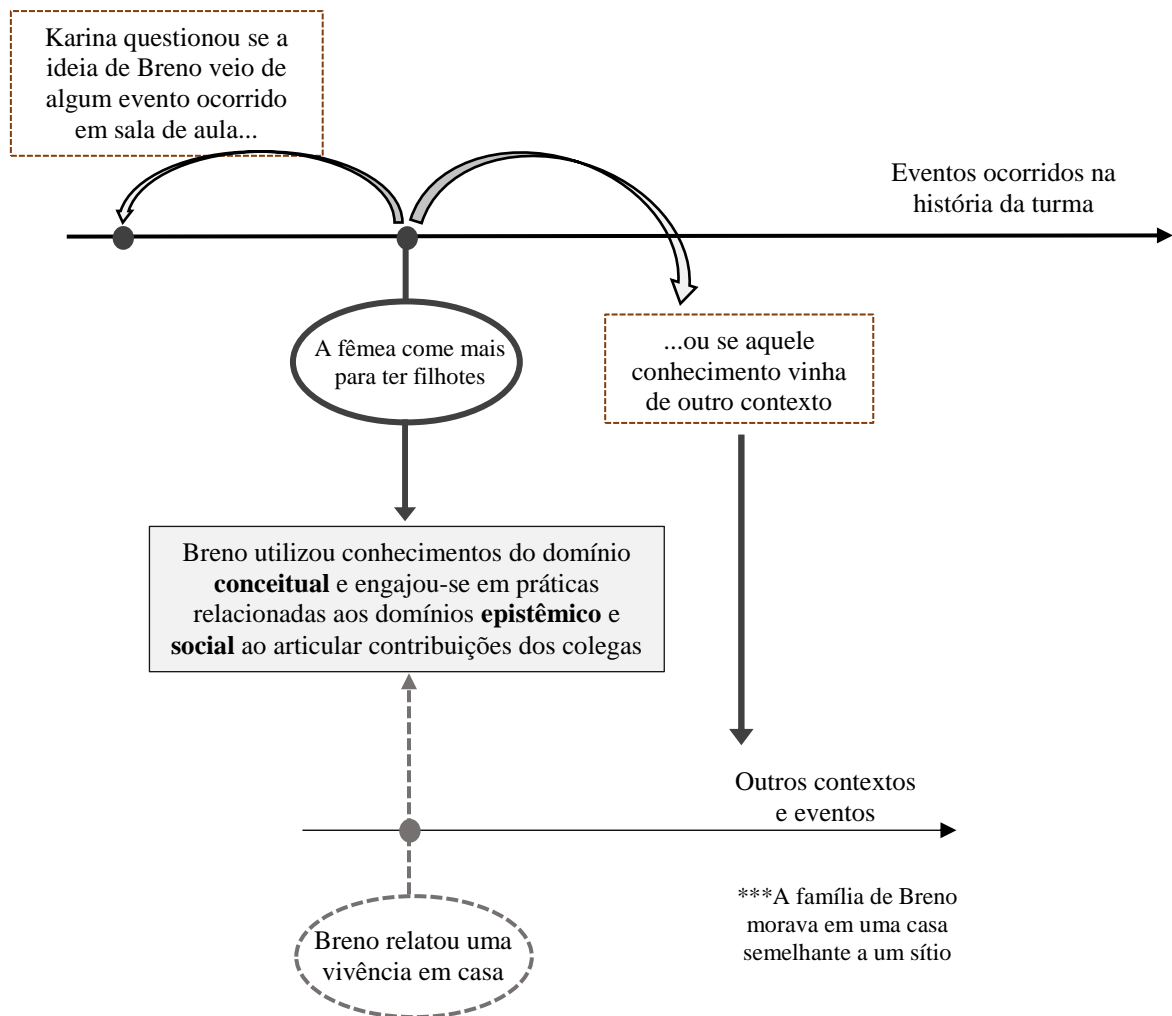 Karina questionou se a
ideia de Breno veio de
algum evento ocorrido
em sala de aula...
Eventos ocorridos na
história da turma
A fêmea come mais
para ter filhotes
...ou se aquele
conhecimento vinha
de outro contexto
Breno utilizou conhecimentos do domínio
conceitual e engajou-se em práticas
relacionadas aos domínios epistêmico e
social ao articular contribuições dos colegas
Outros contextos
e eventos
Breno relatou uma
vivência em casa
***A família de Breno
morava em uma casa
semelhante a um sítio